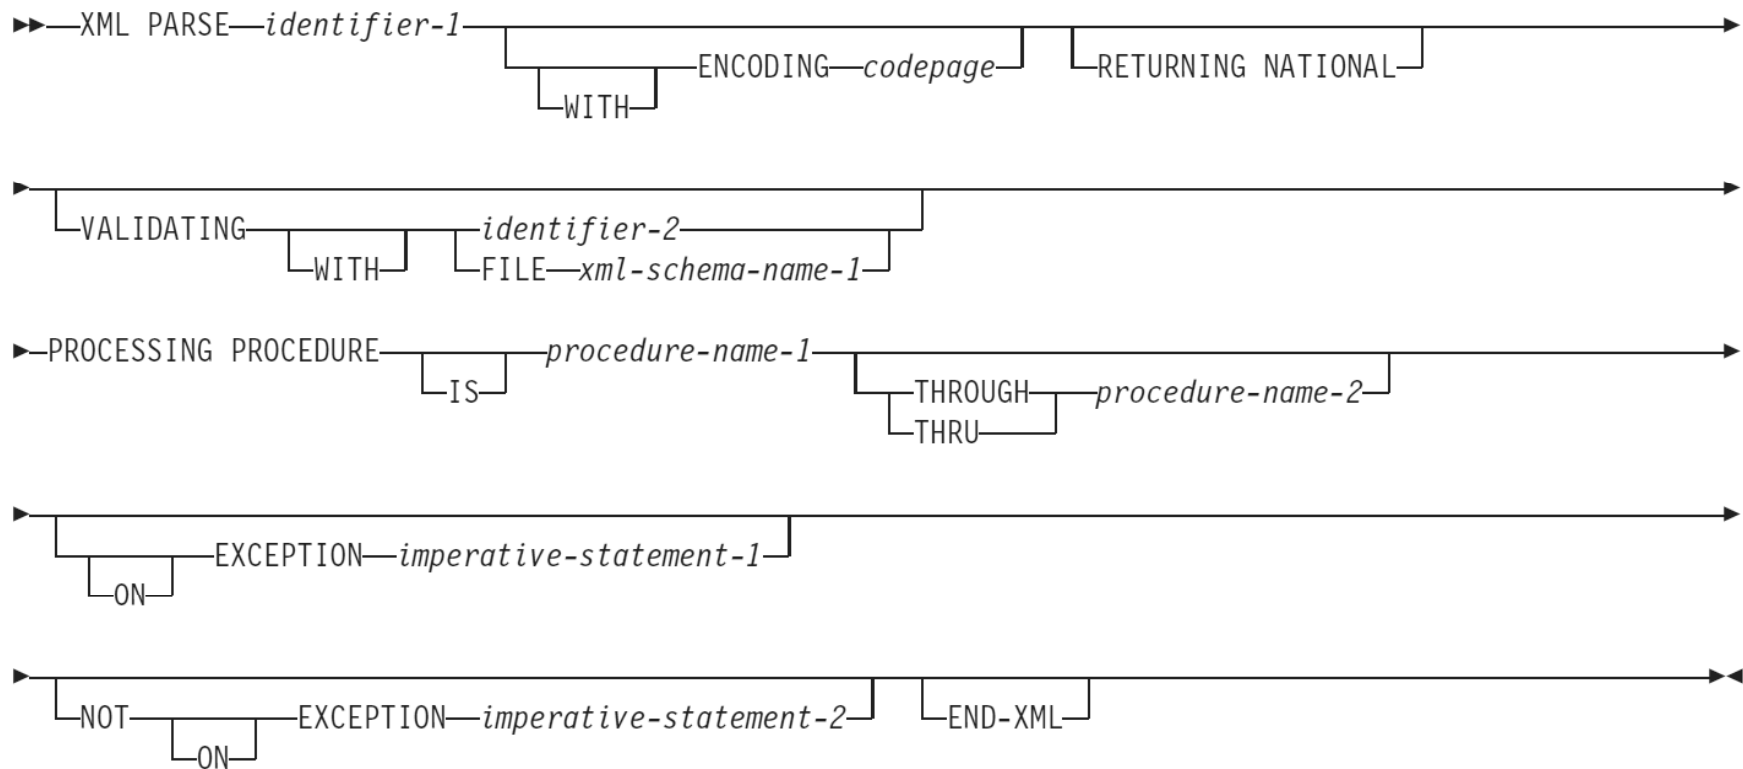 XML PARSE identifier-1
ENCODING codepage RETURNING NATIONAL
WITH
VALIDATING identifier-2
WITH FILE xml-schema-name-1
PROCESSING PROCEDURE procedure-name-1
IS THROUGH procedure-name-2
THRU
EXCEPTION imperative-statement-1
ON
NOT EXCEPTION imperative-statement-2 END-XML
ON